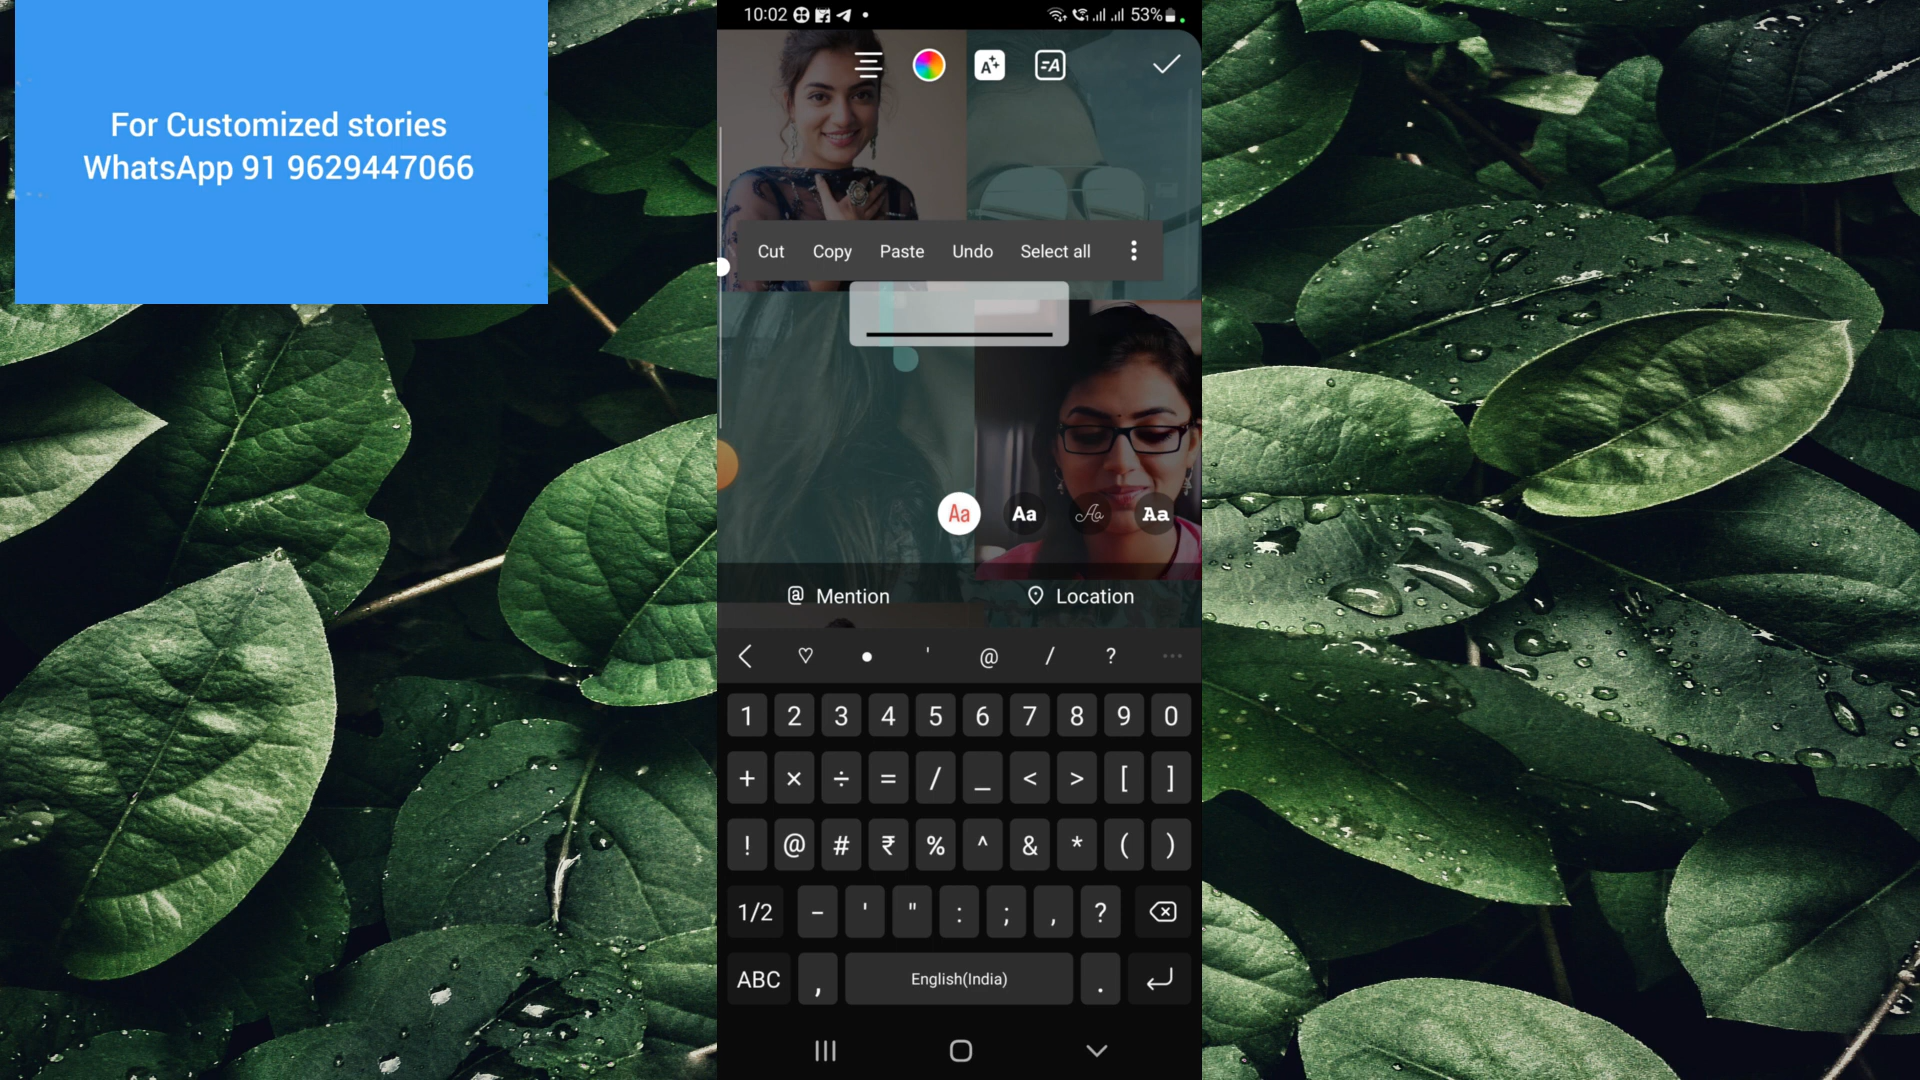 For Customized stories
WhatsApp 91 9629447066
10:02
53%
Cut Copy Paste Undo Select all
Aa Aa Aa Aa
@ Mention Location
♡ ● ' @ / ?
1 2 3 4 5 6 7 8 9 0
+ × ÷ = / _ < > [ ]
! @ # ₹ % ^ & * ( )
1/2 - ' " : ; , ?
ABC , English(India) .